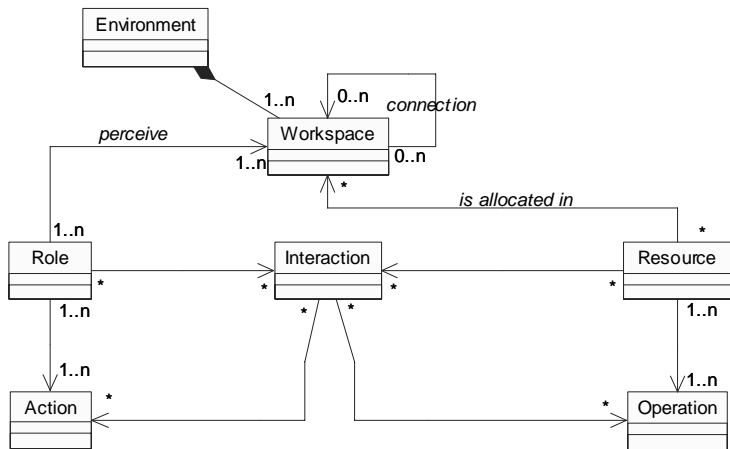 Environment
1..n
0..n
connection
perceive
Workspace
1..n
0..n
*
is allocated in
1..n
*
Role
Interaction
Resource
*
*
*
*
1..n
*
*
1..n
1..n
1..n
*
*
Action
Operation